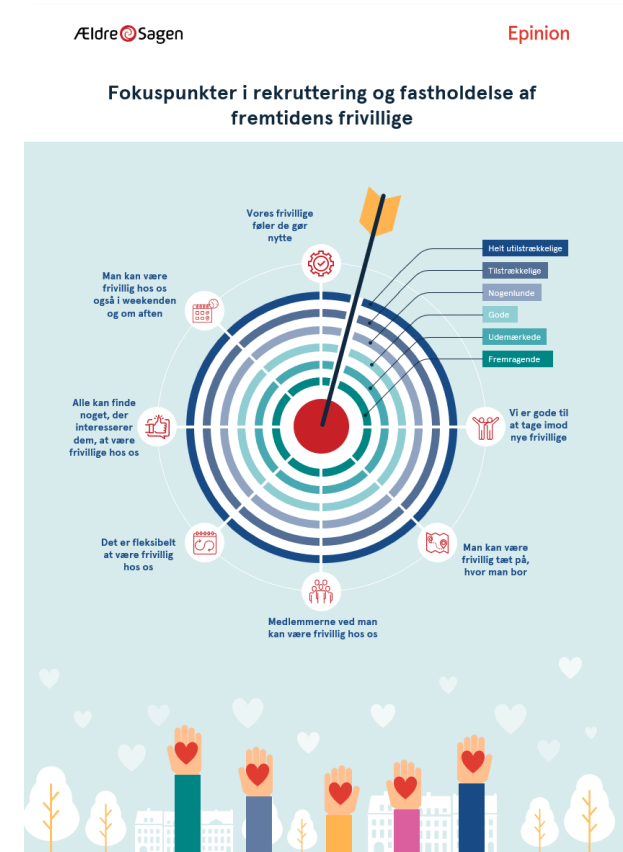 Ældre Sagen
Epinion
Fokuspunkter i rekruttering og fastholdelse af
fremtidens frivillige
Vores frivillige
føler de gør
nytte
Helt utilstrækkelige
Tilstrækkelige
Nogenlunde
Gode
Udemærkede
Fremragende
Man kan være
frivillig hos os
også i weekenden
og om aften
Alle kan finde
noget, der
interesserer
dem, at være
frivillige hos os
Vi er gode til
at tage imod
nye frivillige
Det er fleksibelt
at være frivillig
hos os
Man kan være
frivillig tæt på,
hvor man bor
Medlemmerne ved man
kan være frivillig hos os